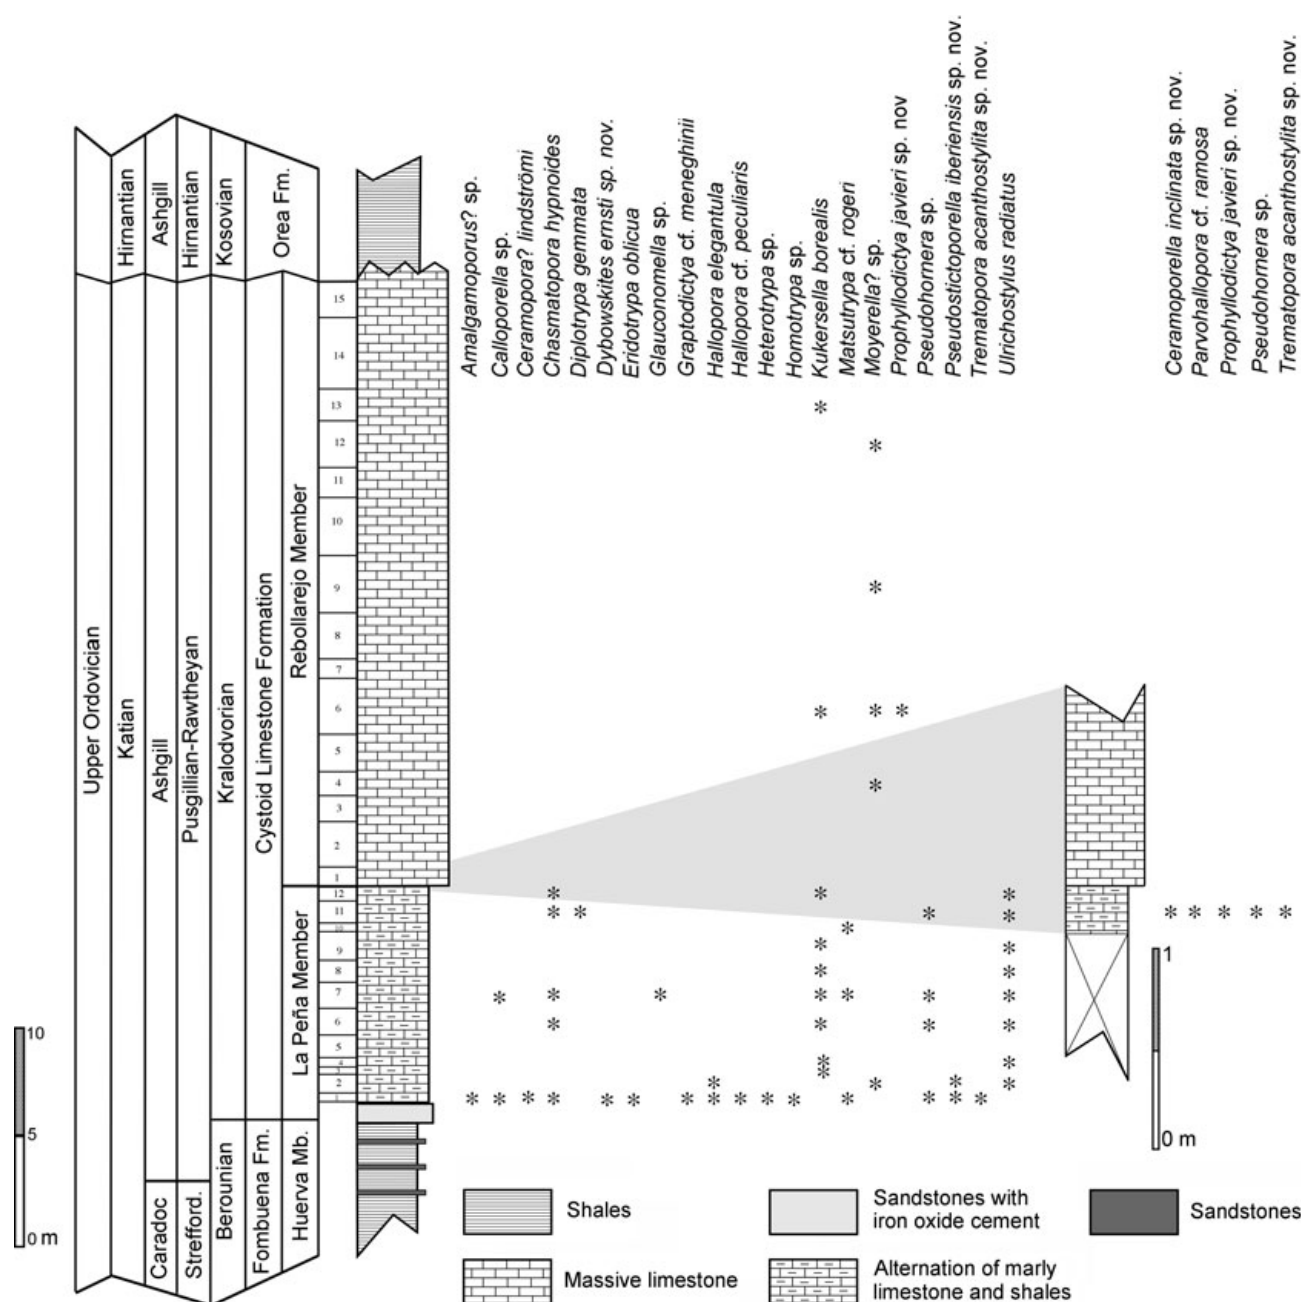 Amalgamoporus? sp.
Calloporella sp.
Ceramopora? lindströmi
Chasmatopora hypnoides
Diplotrypa gemmata
Dybowskites ernsti sp. nov.
Eridotrypa oblicua
Glauconomella sp.
Graptodictya cf. meneghinii
Hallopora elegantula
Hallopora cf. peculiaris
Heterotrypa sp.
Homotrypa sp.
Kukersella borealis
Matsutrypa cf. rogeri
Moyerella? sp.
Prophyllodictya javieri sp. nov
Pseudohornera sp.
Pseudostictoporella iberiensis sp. nov.
Trematopora acanthostylita sp. nov.
Ulrichostylus radiatus
Ceramoporella inclinata sp. nov.
Parvohallopora cf. ramosa
Prophyllodictya javieri sp. nov.
Pseudohornera sp.
Trematopora acanthostylita sp. nov.
Hirnantian
Ashgill
Hirnantian
Kosovian
Orea Fm.
Upper Ordovician
Katian
Ashgill
Pusgillian-Rawtheyan
Kralodvorian
Cystoid Limestone Formation
Rebollarejo Member
La Peña Member
Caradoc
Strefford.
Berounian
Fombuena Fm.
Huerva Mb.
15
14
13
12
11
10
9
8
7
6
5
4
3
2
1
12
11
10
9
8
7
6
5
4
3
2
1
10
5
0 m
1
0 m
Shales
Sandstones with
iron oxide cement
Sandstones
Massive limestone
Alternation of marly
limestone and shales